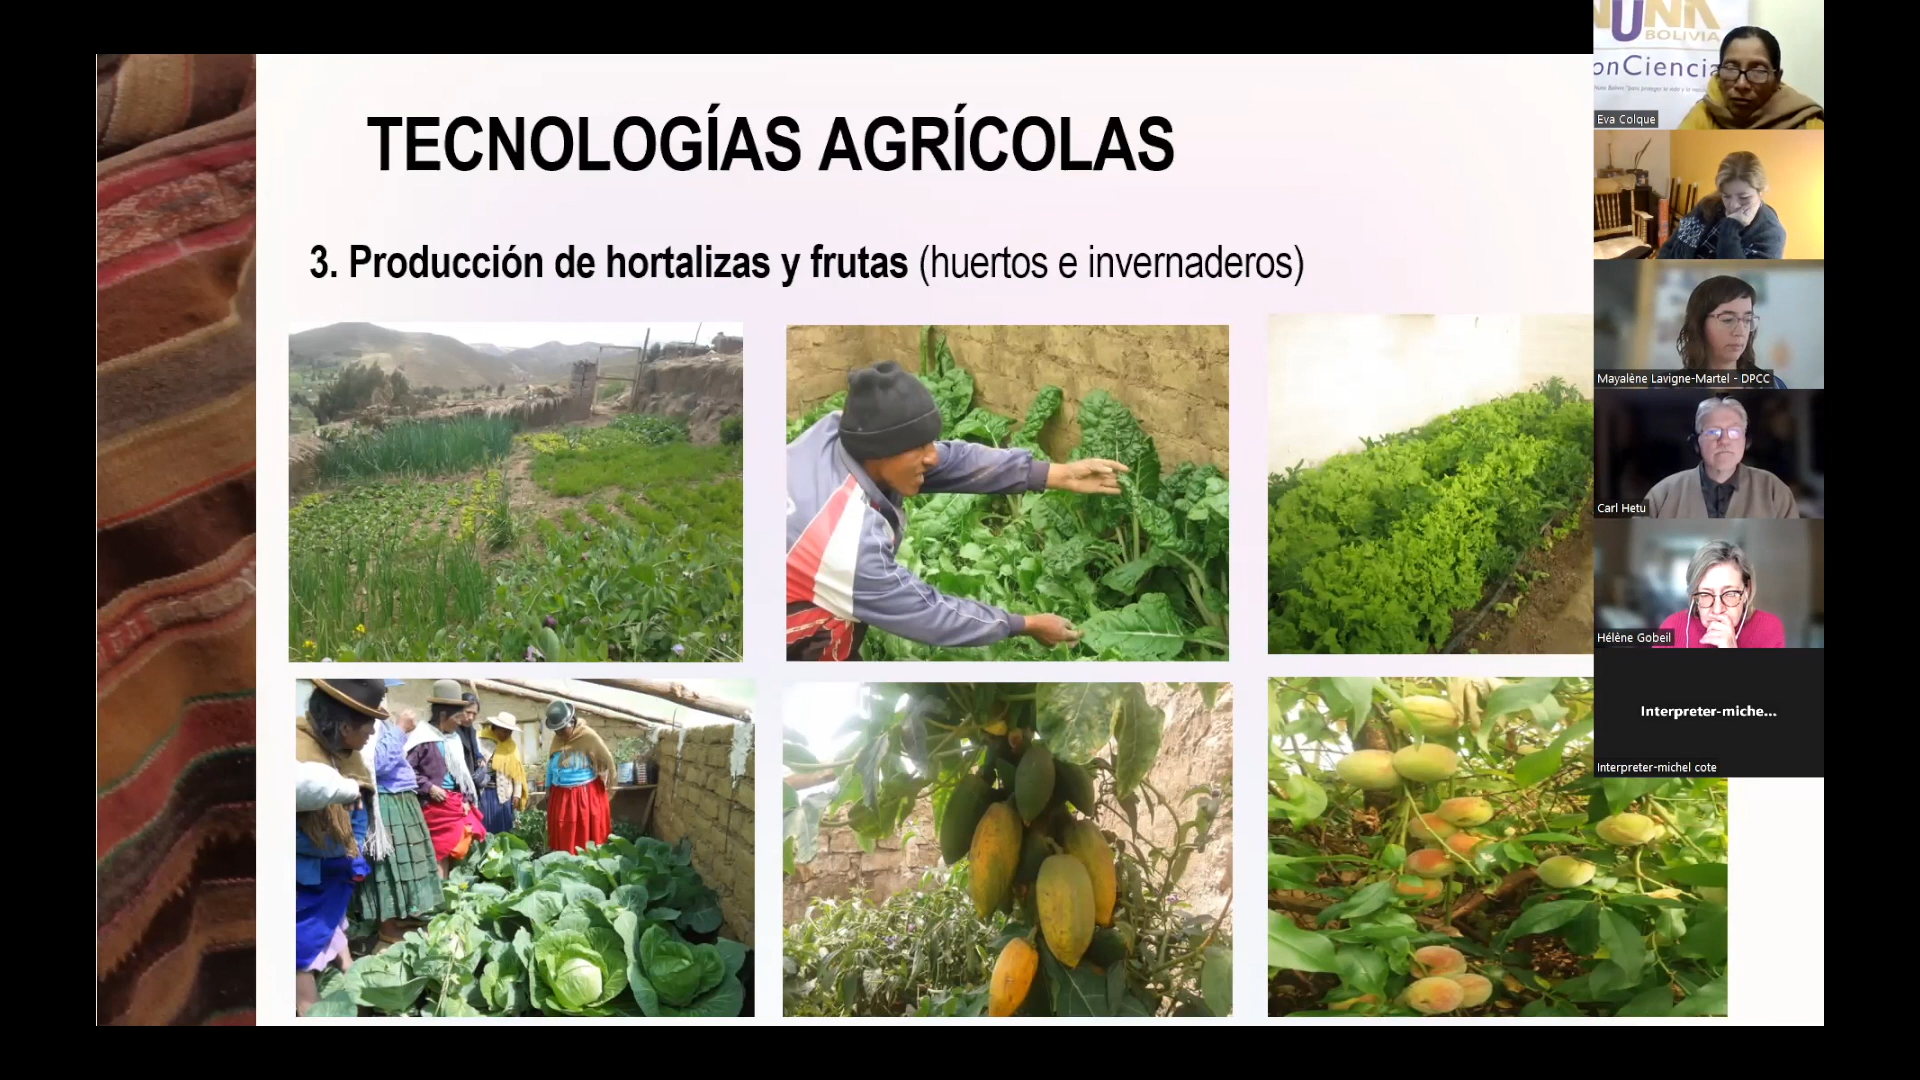 TECNOLOGÍAS AGRÍCOLAS
3. Producción de hortalizas y frutas (huertos e invernaderos)
BOLIVIA
onCiencia
Eva Colque
Mayalène Lavigne-Martel - DPCC
Carl Hetu
Hélène Gobeil
Interpreter-miche...
Interpreter-michel cote